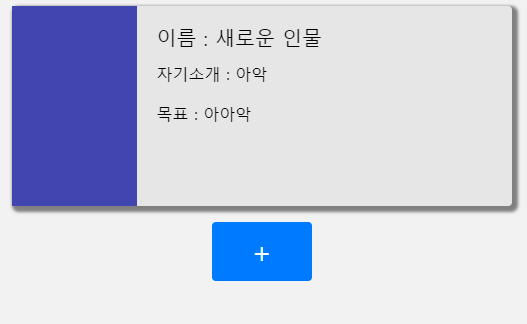 이름 : 새로운 인물
자기소개 : 아악
목표 : 아아악
+